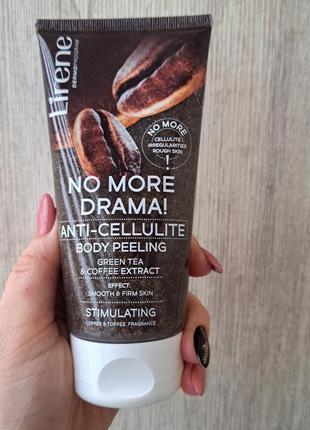 Lirene
DERMOPROGRAM
NO MORE
CELLULITE
IRREGULARITIES
ROUGH SKIN
!
NO MORE
DRAMA!
ANTI-CELLULITE
BODY PEELING
GREEN TEA
& COFFEE EXTRACT
EFFECT:
SMOOTH & FIRM SKIN
STIMULATING
COFFEE & TOFFEE FRAGRANCE